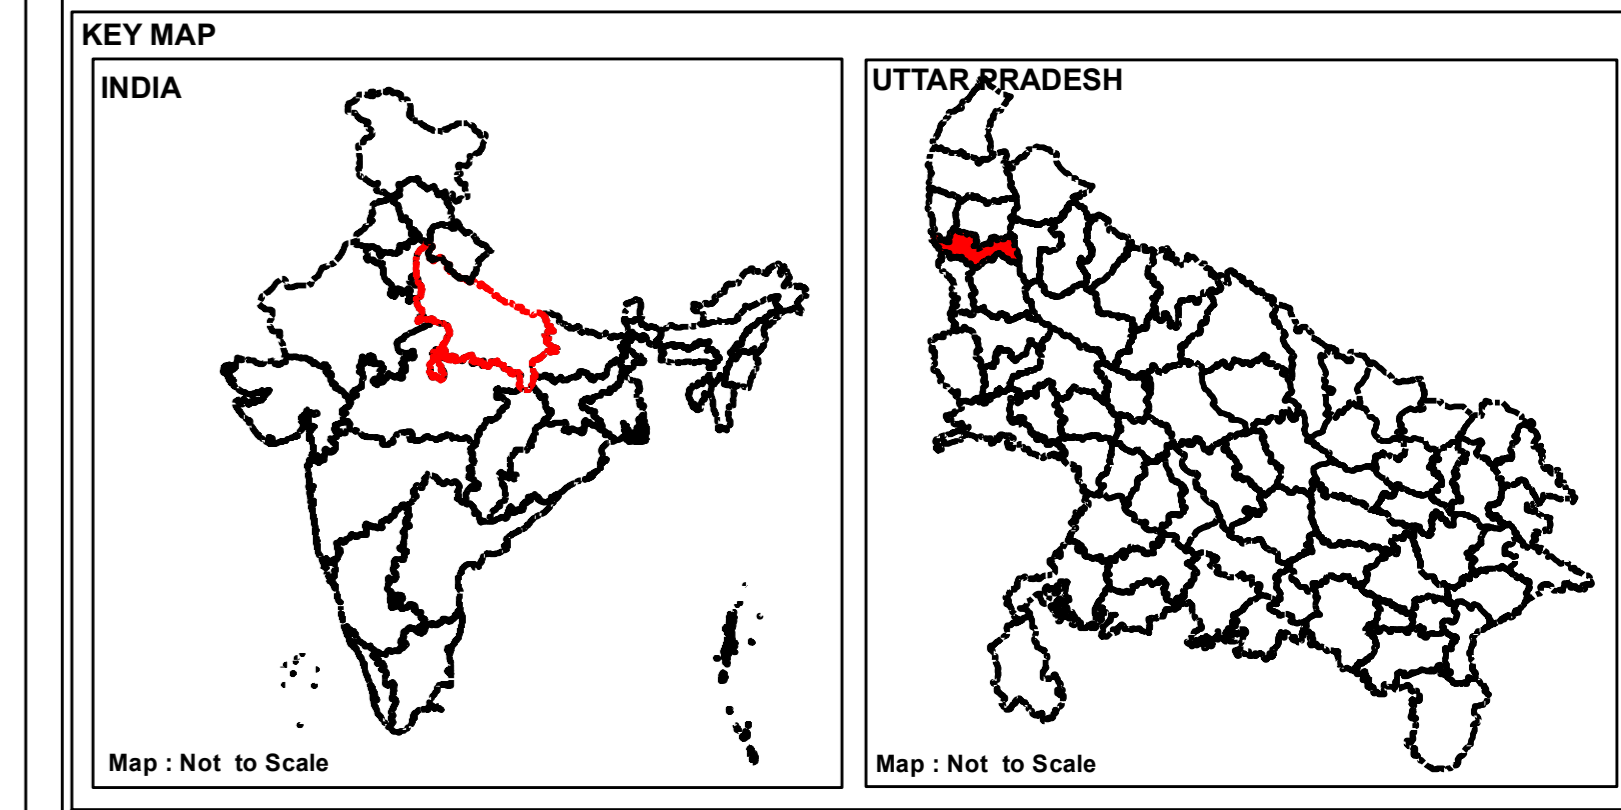 KEY MAP
INDIA
UTTAR PRADESH
Map : Not to Scale
Map : Not to Scale